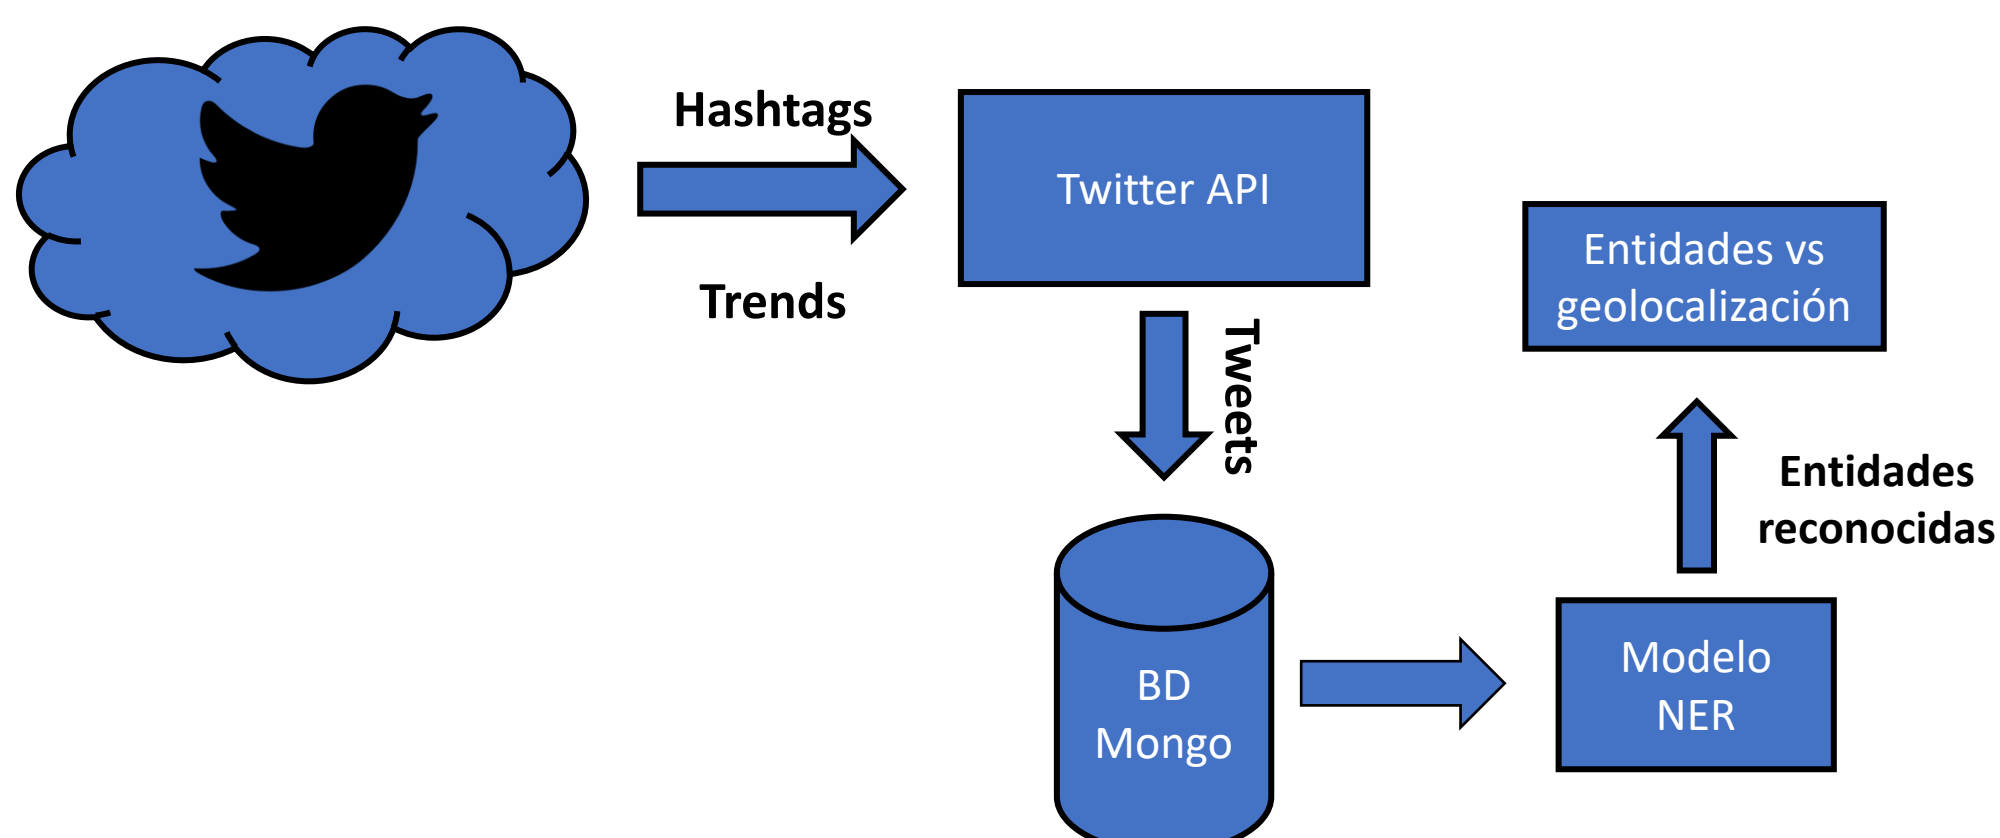 Hashtags
Trends
Twitter API
Tweets
BD
Mongo
Modelo
NER
Entidades
reconocidas
Entidades vs
geolocalización